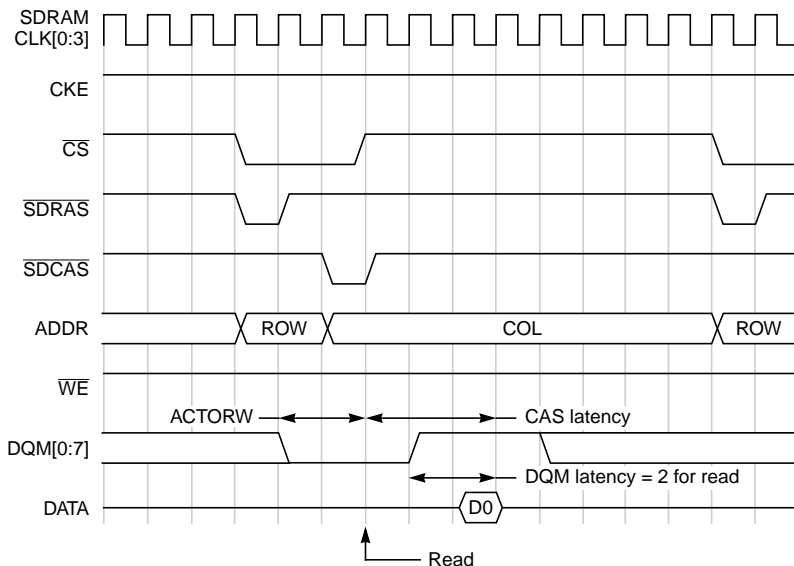 SDRAM
CLK[0:3]
CKE
CS
SDRAS
SDCAS
ADDR ROW COL ROW
WE
ACTORW CAS latency
DQM[0:7]
DQM latency = 2 for read
DATA D0
Read